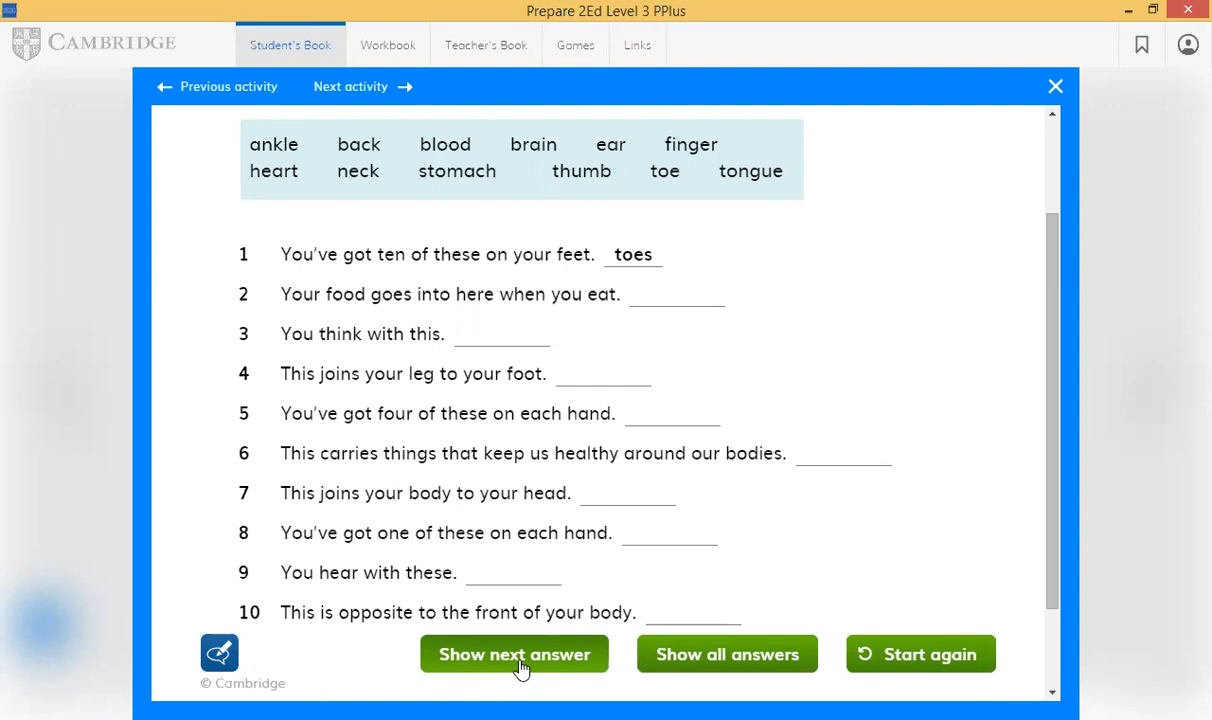 Prepare 2Ed Level 3 PPlus
CAMBRIDGE Student's Book Workbook Teacher's Book Games Links
Previous activity Next activity
ankle back blood brain ear finger
heart neck stomach thumb toe tongue
1 You've got ten of these on your feet. toes
2 Your food goes into here when you eat.
3 You think with this.
4 This joins your leg to your foot.
5 You've got four of these on each hand.
6 This carries things that keep us healthy around our bodies.
7 This joins your body to your head.
8 You've got one of these on each hand.
9 You hear with these.
10 This is opposite to the front of your body.
Show next answer Show all answers Start again
© Cambridge